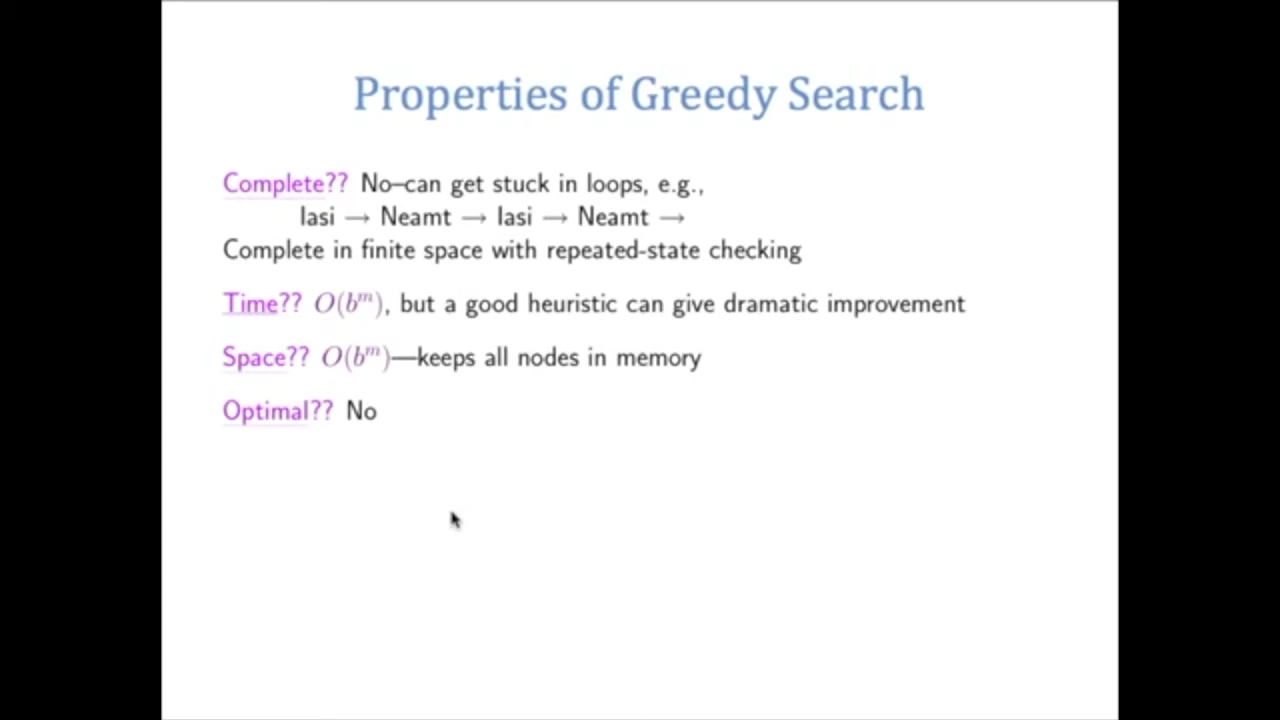 Properties of Greedy Search
Complete?? No–can get stuck in loops, e.g.,
Iasi → Neamt → Iasi → Neamt →
Complete in finite space with repeated-state checking
Time?? O(b^m), but a good heuristic can give dramatic improvement
Space?? O(b^m)—keeps all nodes in memory
Optimal?? No